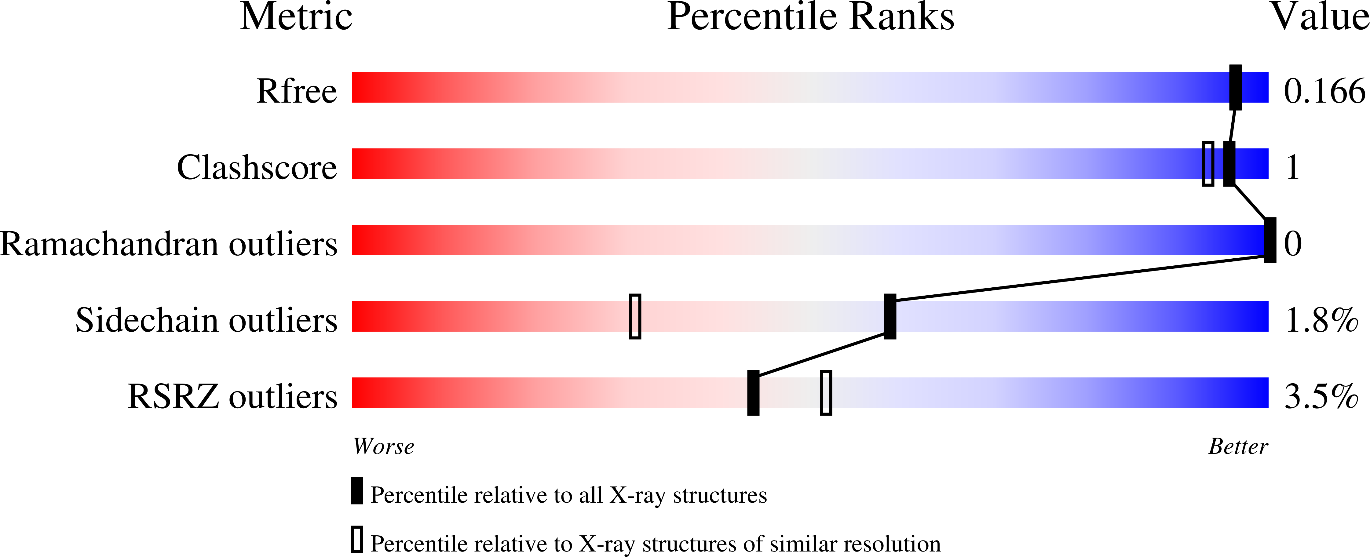 Metric Percentile Ranks Value
Rfree 0.166
Clashscore 1
Ramachandran outliers 0
Sidechain outliers 1.8%
RSRZ outliers 3.5%
Worse Better
Percentile relative to all X-ray structures
Percentile relative to X-ray structures of similar resolution